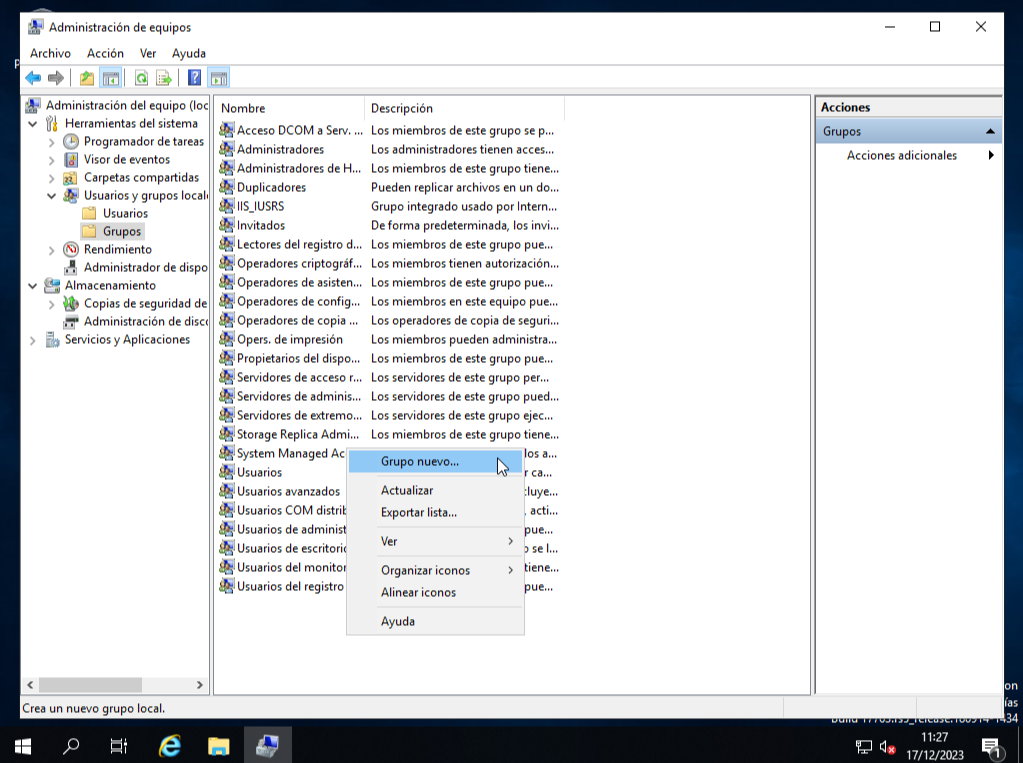 P
Administración de equipos
Archivo Acción Ver Ayuda
Administración del equipo (loc
Herramientas del sistema
Programador de tareas
Visor de eventos
Carpetas compartidas
Usuarios y grupos locale
Usuarios
Grupos
Rendimiento
Administrador de dispo
Almacenamiento
Copias de seguridad de
Administración de disco
Servicios y Aplicaciones
Nombre Descripción
Acceso DCOM a Serv. ... Los miembros de este grupo se p...
Administradores Los administradores tienen acces...
Administradores de H... Los miembros de este grupo tiene...
Duplicadores Pueden replicar archivos en un do...
IIS_IUSRS Grupo integrado usado por Intern...
Invitados De forma predeterminada, los invi...
Lectores del registro d... Los miembros de este grupo pue...
Operadores criptográf... Los miembros tienen autorización...
Operadores de asisten... Los miembros de este grupo pue...
Operadores de config... Los miembros en este equipo pue...
Operadores de copia ... Los operadores de copia de seguri...
Opers. de impresión Los miembros pueden administra...
Propietarios del dispo... Los miembros de este grupo pue...
Servidores de acceso r... Los servidores de este grupo per...
Servidores de adminis... Los servidores de este grupo pued...
Servidores de extremo... Los servidores de este grupo ejec...
Storage Replica Admi... Los miembros de este grupo tiene...
System Managed Ac los a...
Usuarios r ca...
Usuarios avanzados cluye...
Usuarios COM distrib , acti...
Usuarios de administ pue...
Usuarios de escritorio o se l...
Usuarios del monitor tiene...
Usuarios del registro pue...
Grupo nuevo...
Actualizar
Exportar lista...
Ver
Organizar iconos
Alinear iconos
Ayuda
Acciones
Grupos
Acciones adicionales
Crea un nuevo grupo local.
on
ías
Build 17763.rs5_release.180914-1434
11:27
17/12/2023
1